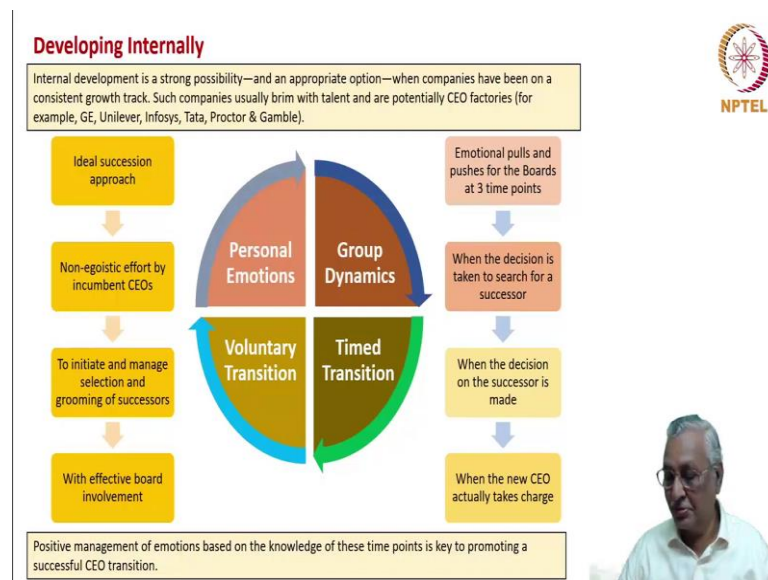 Developing Internally
Internal development is a strong possibility—and an appropriate option—when companies have been on a
consistent growth track. Such companies usually brim with talent and are potentially CEO factories (for
example, GE, Unilever, Infosys, Tata, Proctor & Gamble).
NPTEL
Ideal succession
approach
Non-egoistic effort by
incumbent CEOs
To initiate and manage
selection and
grooming of successors
With effective board
involvement
Personal
Emotions
Group
Dynamics
Voluntary
Transition
Timed
Transition
Emotional pulls and
pushes for the Boards
at 3 time points
When the decision is
taken to search for a
successor
When the decision
on the successor is
made
When the new CEO
actually takes charge
Positive management of emotions based on the knowledge of these time points is key to promoting a
successful CEO transition.